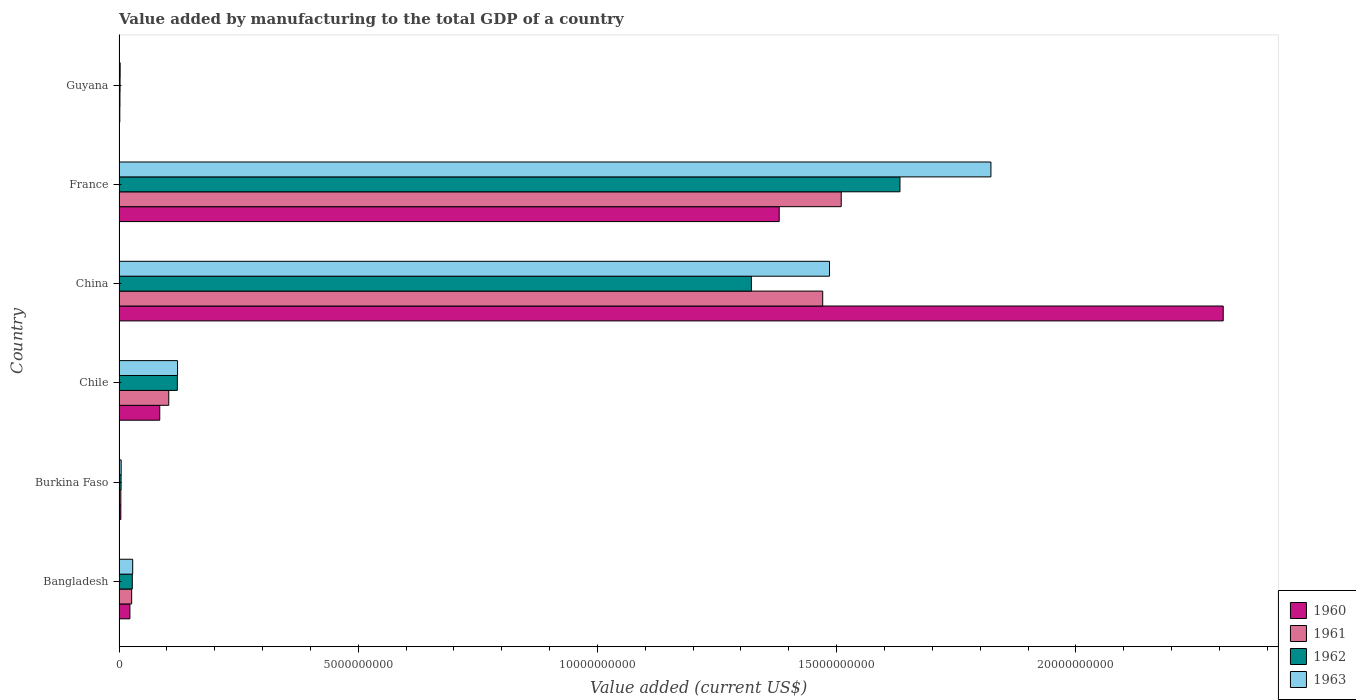 Value added by manufacturing to the total GDP of a country
Country
Guyana
France
China
Chile
Burkina Faso
Bangladesh
0
5000000000
10000000000
15000000000
20000000000
Value added (current US$)
1960
1961
1962
1963